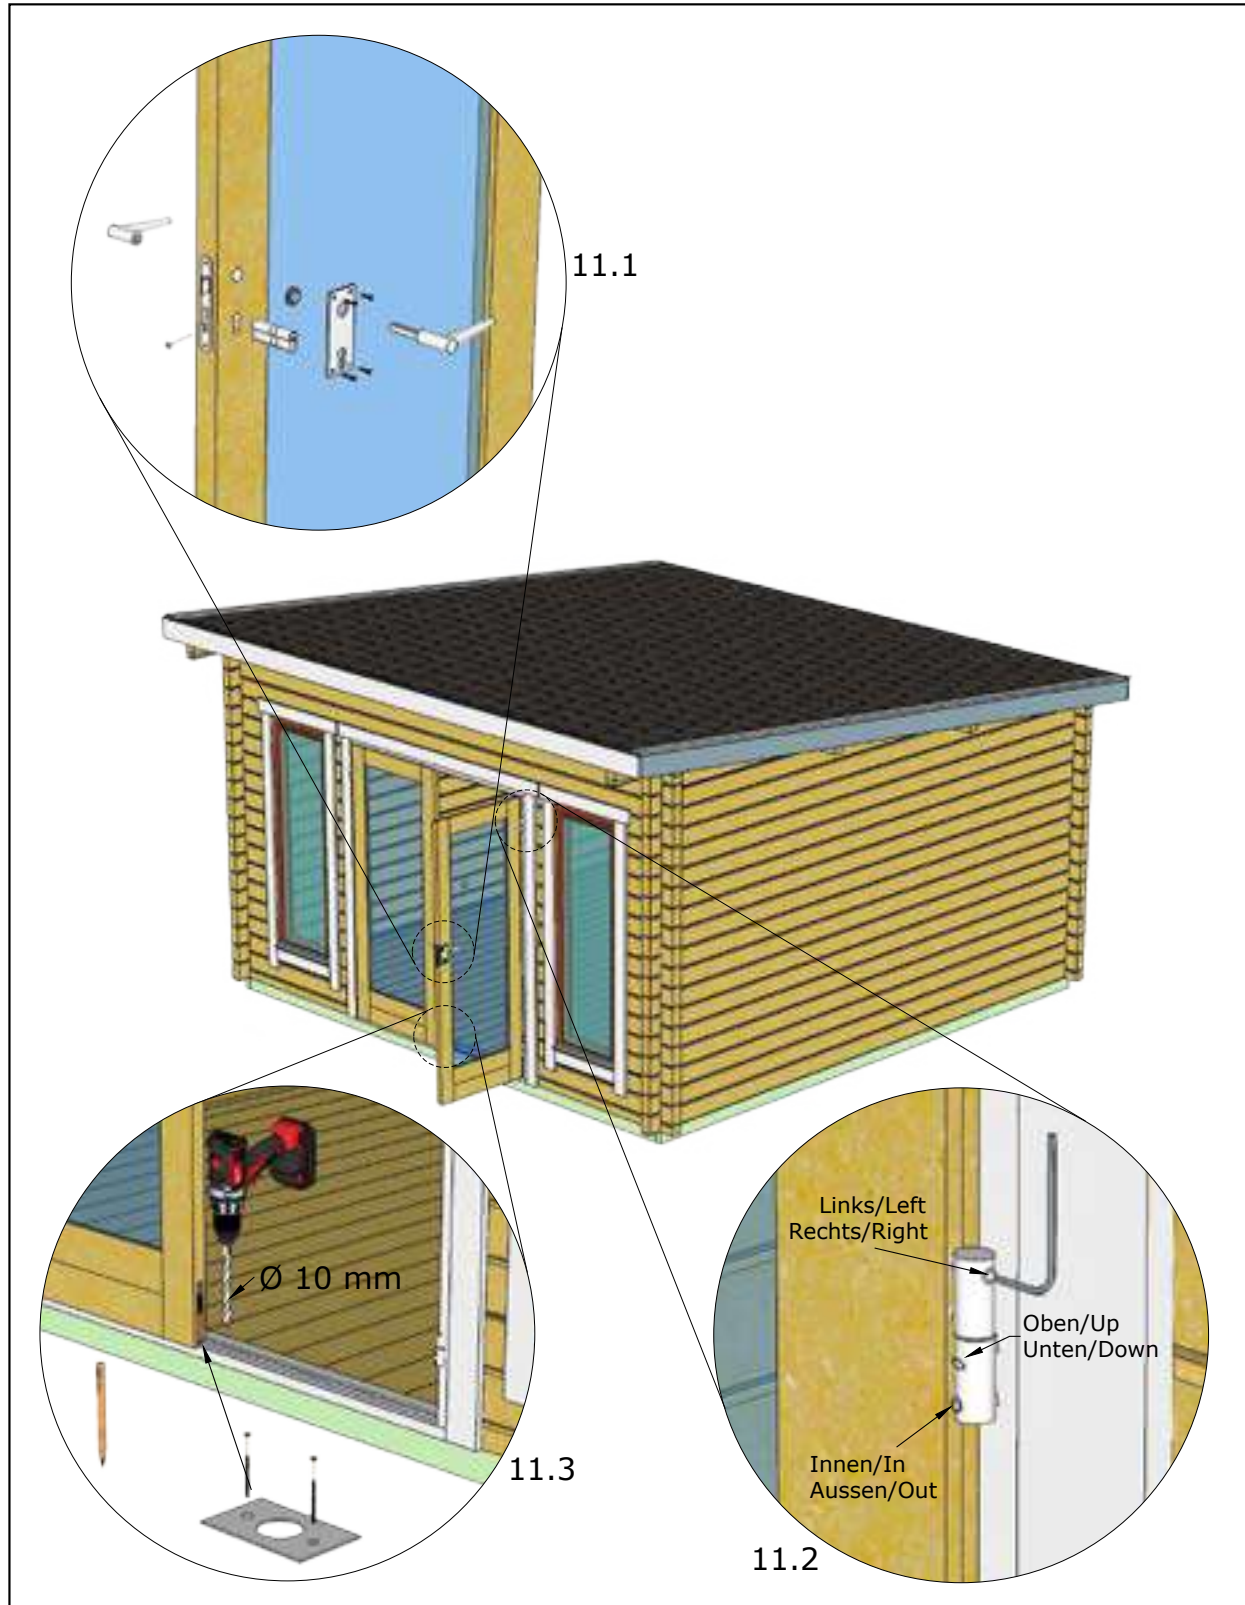 11.1
Ø 10 mm
11.3
Links/Left
Rechts/Right
Oben/Up
Unten/Down
Innen/In
Aussen/Out
11.2